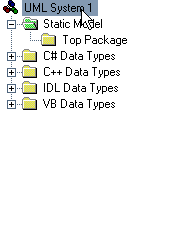 UML System 1
Static Model
Top Package
C# Data Types
C++ Data Types
IDL Data Types
VB Data Types